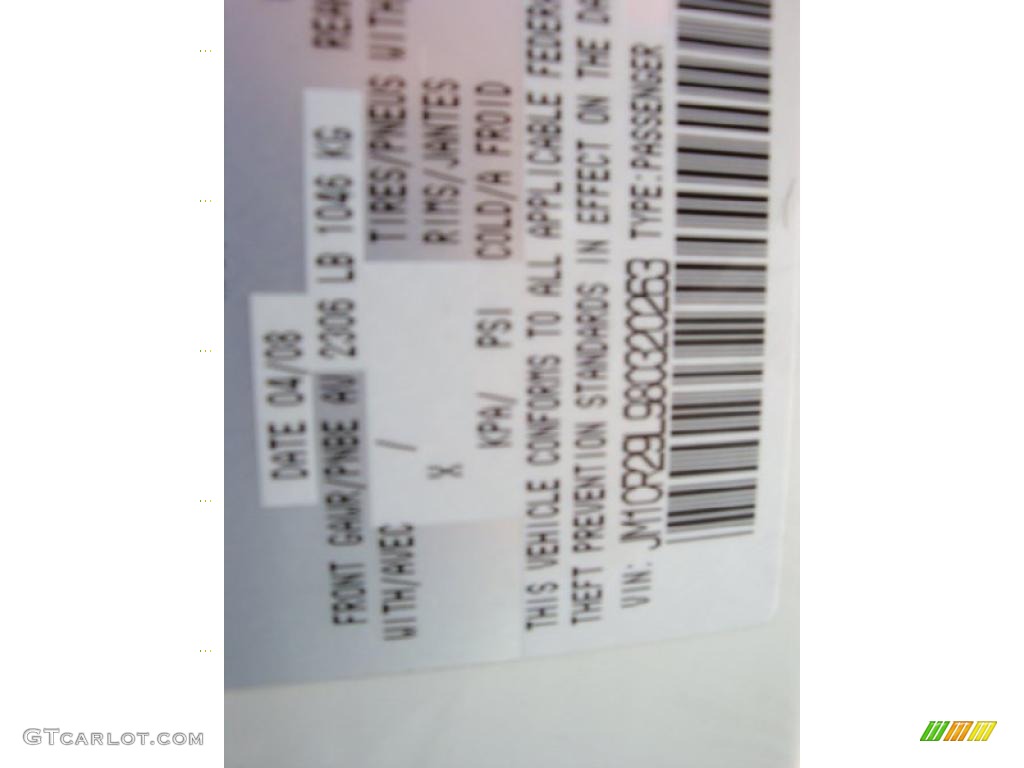 DATE 04/08
FRONT GAWR/PNBE AV 2306 LB 1046 KG
WITH/AVEC / TIRES/PNEUS WITH
X RIMS/JANTES
KPA/ PSI COLD/A FROID
THIS VEHICLE CONFORMS TO ALL APPLICABLE FEDER
THEFT PREVENTION STANDARDS IN EFFECT ON THE DA
VIN: JM1CR29L980320263 TYPE:PASSENGER
GTCARLOT.COM